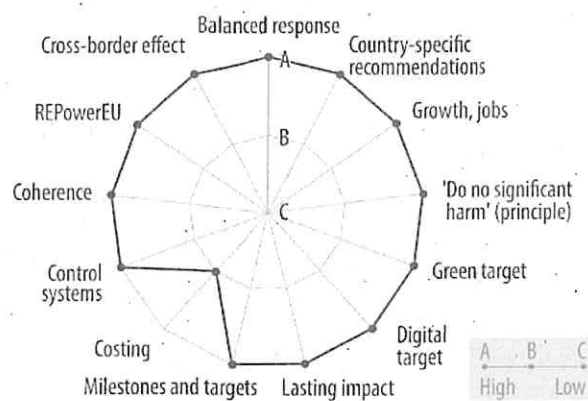 Balanced response
Cross-border effect
A
Country-specific
recommendations
REPowerEU
Growth, jobs
B
Coherence
C
'Do no significant
harm' (principle)
Control
systems
Green target
Costing
Digital
target
Milestones and targets
Lasting impact
A B C
High Low